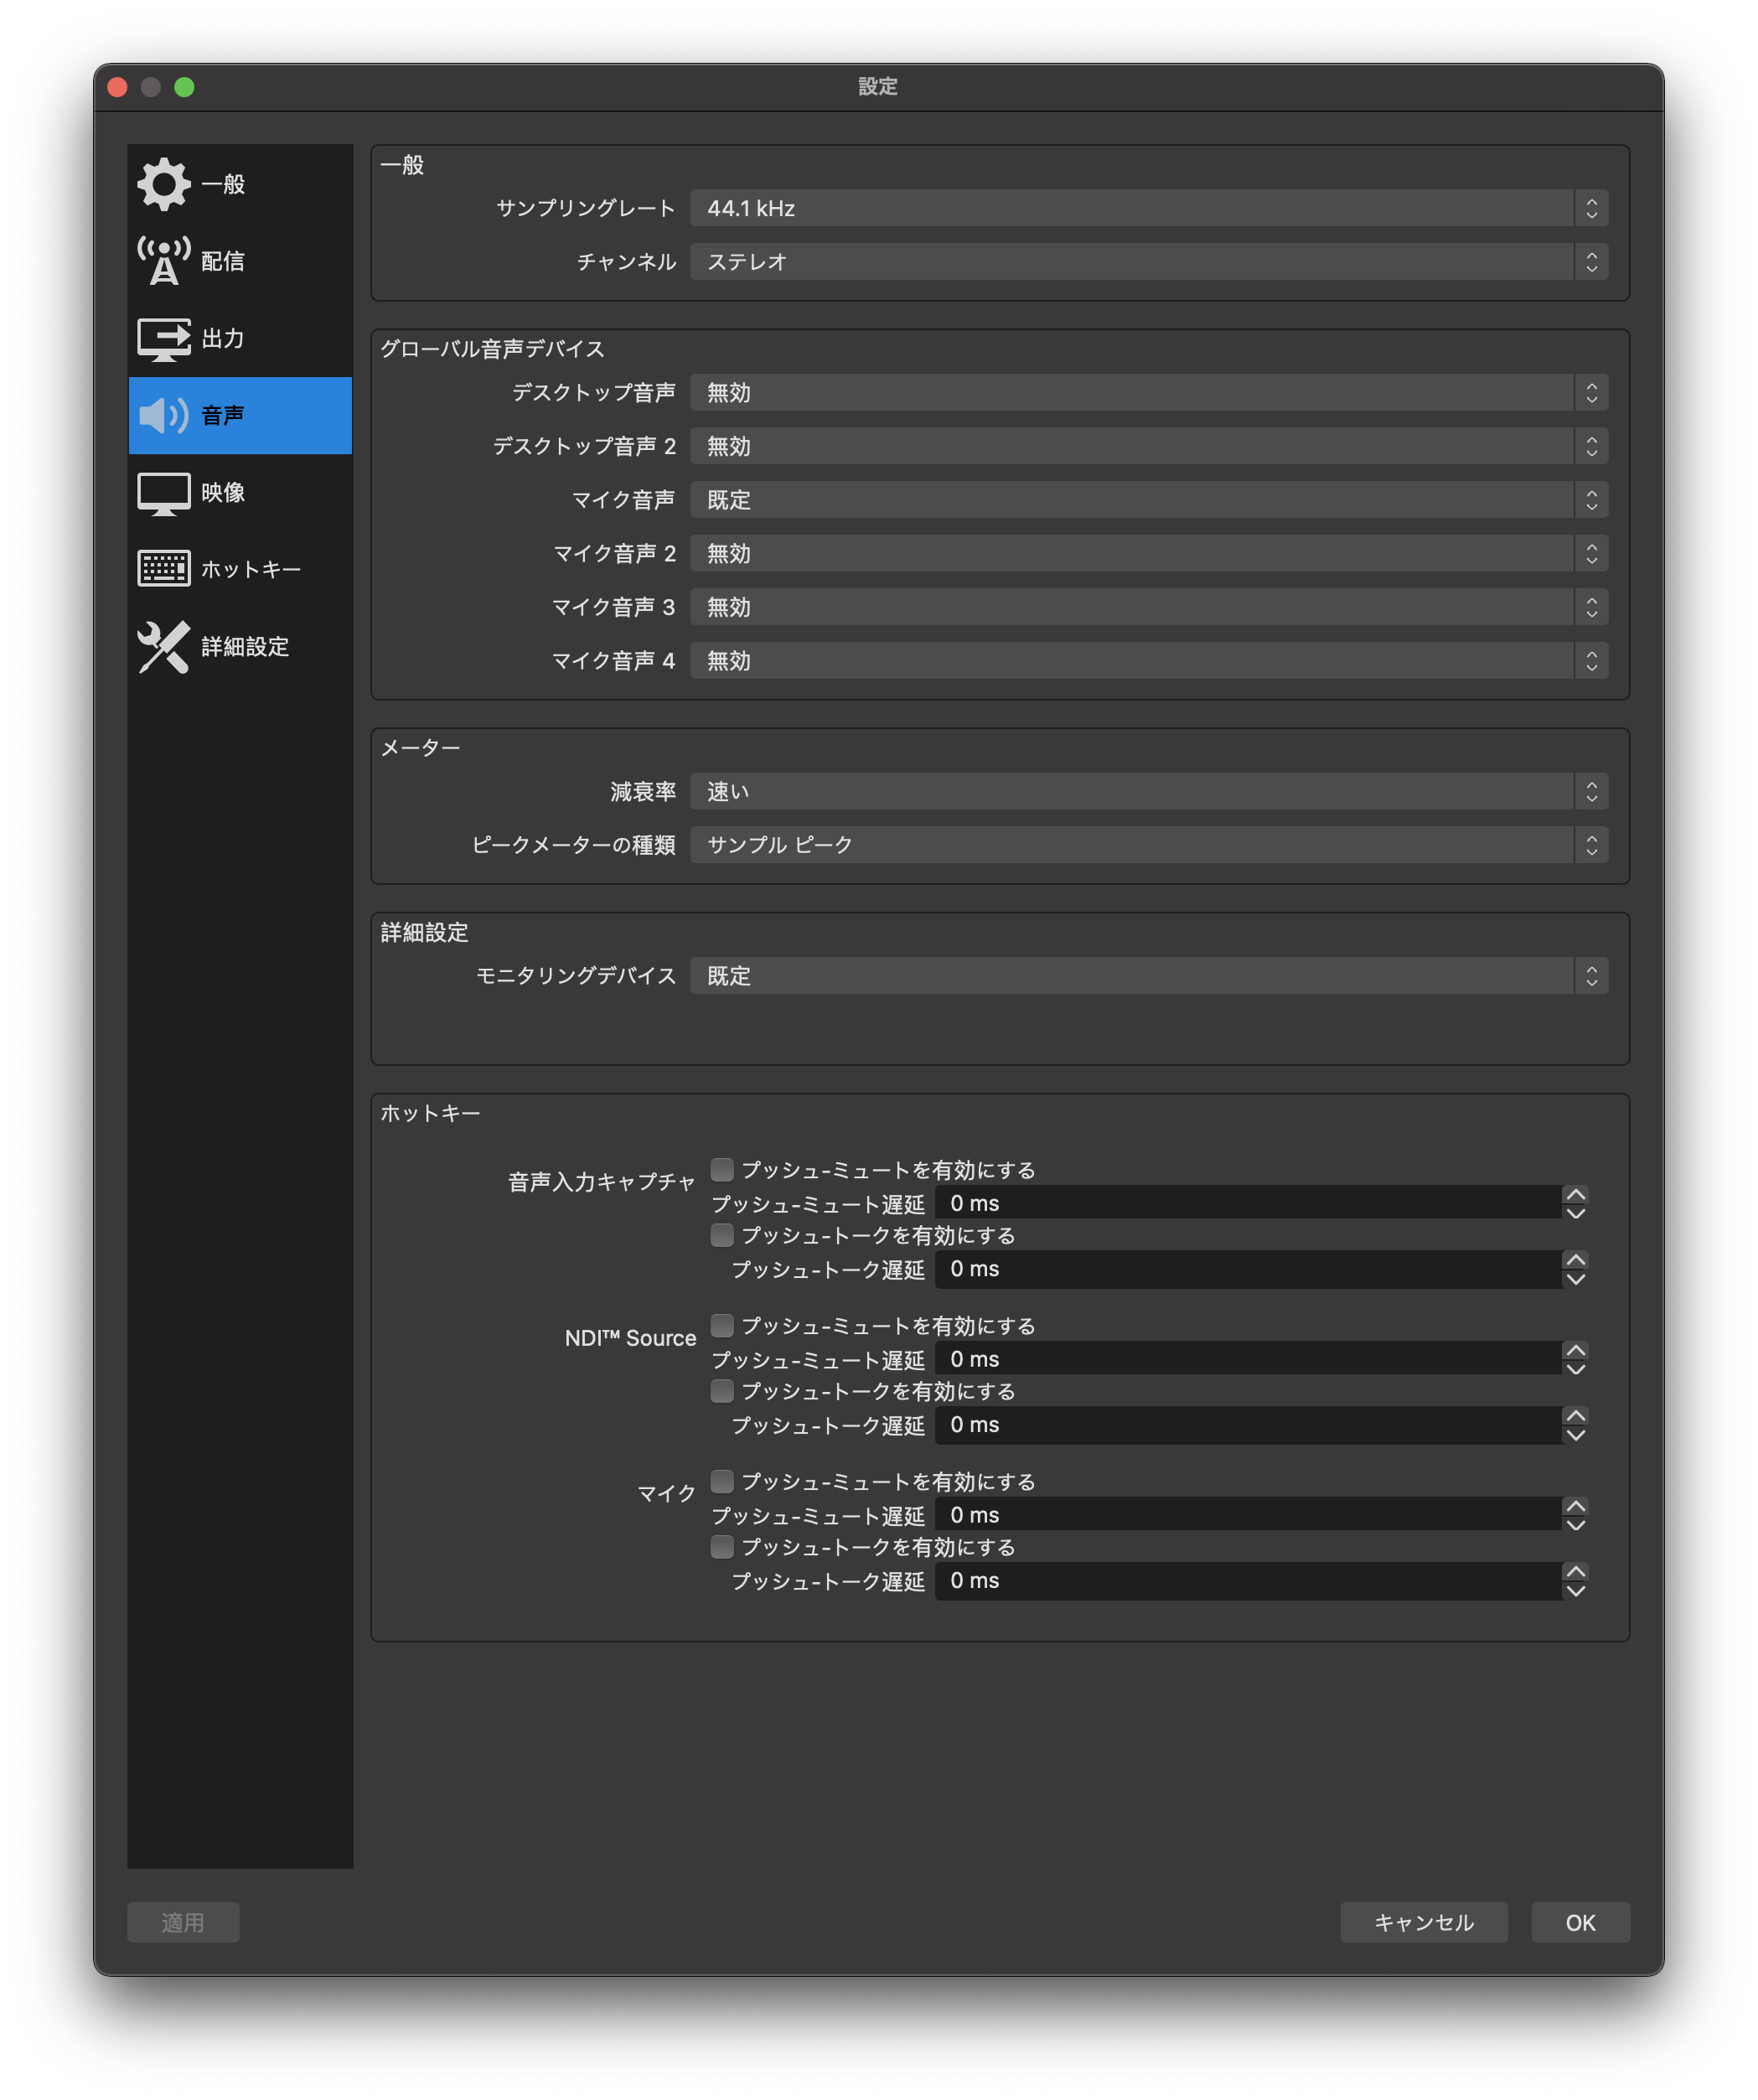 設定
一般
配信
出力
音声
映像
ホットキー
詳細設定
一般
サンプリングレート 44.1 kHz
チャンネル ステレオ
グローバル音声デバイス
デスクトップ音声 無効
デスクトップ音声 2 無効
マイク音声 既定
マイク音声 2 無効
マイク音声 3 無効
マイク音声 4 無効
メーター
減衰率 速い
ピークメーターの種類 サンプル ピーク
詳細設定
モニタリングデバイス 既定
ホットキー
音声入力キャプチャ プッシュ-ミュートを有効にする
プッシュ-ミュート遅延 0 ms
プッシュ-トークを有効にする
プッシュ-トーク遅延 0 ms
NDI™ Source プッシュ-ミュートを有効にする
プッシュ-ミュート遅延 0 ms
プッシュ-トークを有効にする
プッシュ-トーク遅延 0 ms
マイク プッシュ-ミュートを有効にする
プッシュ-ミュート遅延 0 ms
プッシュ-トークを有効にする
プッシュ-トーク遅延 0 ms
適用 キャンセル OK